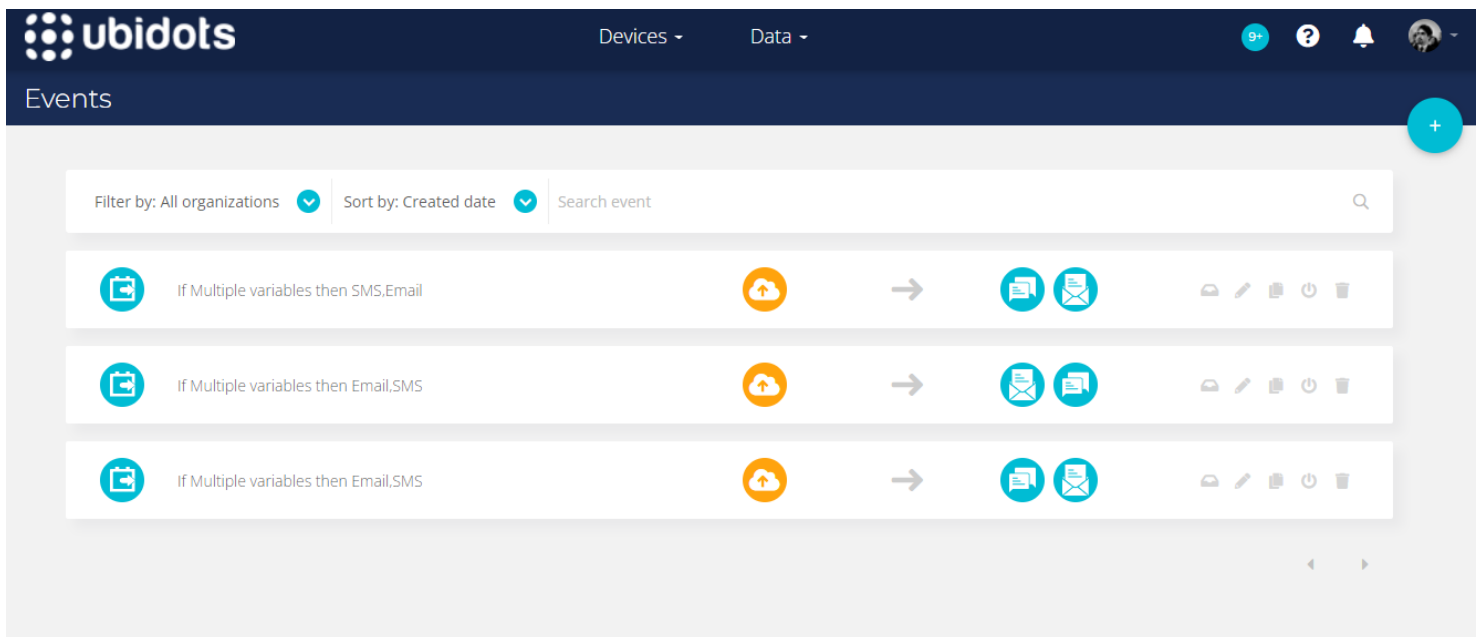 ubidots
Devices
Data
9+
?
Events
+
Filter by: All organizations
Sort by: Created date
Search event
If Multiple variables then SMS,Email
If Multiple variables then Email,SMS
If Multiple variables then Email,SMS